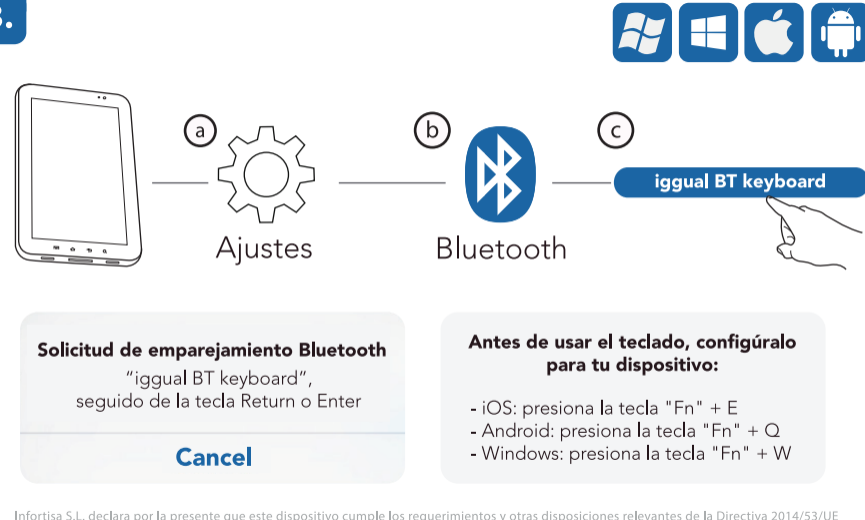 3.
a
b
c
iggual BT keyboard
Ajustes
Bluetooth
Solicitud de emparejamiento Bluetooth
“iggual BT keyboard”,
seguido de la tecla Return o Enter
Cancel
Antes de usar el teclado, configúralo
para tu dispositivo:
- iOS: presiona la tecla "Fn" + E
- Android: presiona la tecla "Fn" + Q
- Windows: presiona la tecla "Fn" + W
Infortisa S.L. declara por la presente que este dispositivo cumple los requerimientos y otras disposiciones relevantes de la Directiva 2014/53/UE